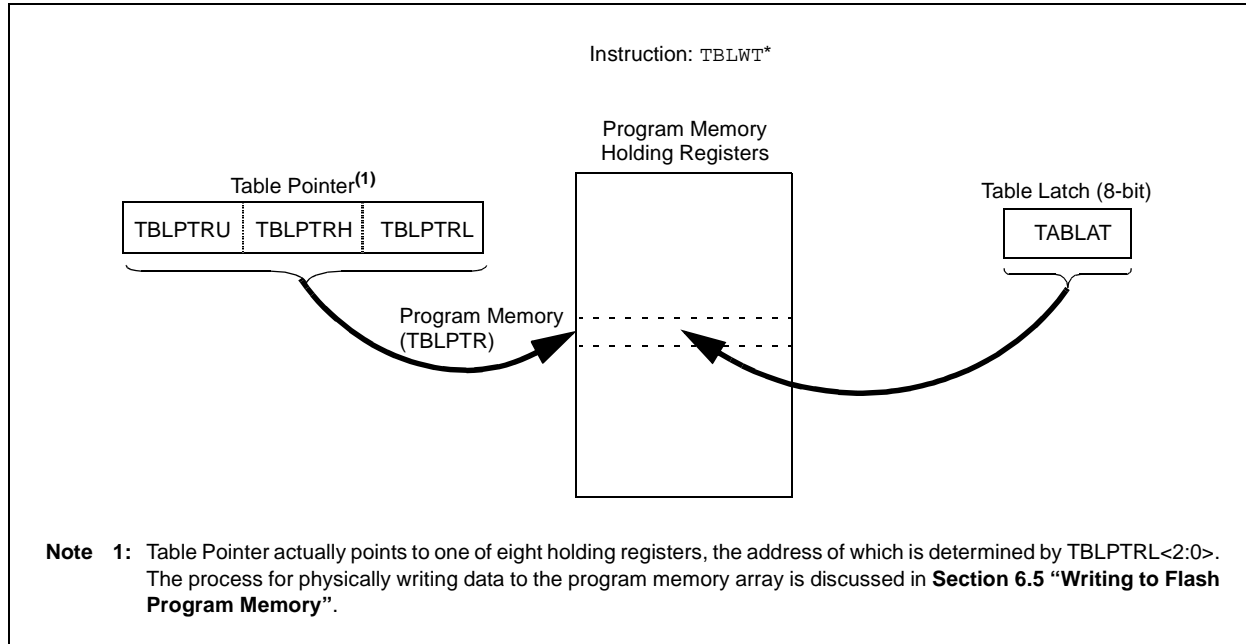 Instruction: TBLWT*
Program Memory
Holding Registers
Table Pointer(1)
TBLPTRU TBLPTRH TBLPTRL
Table Latch (8-bit)
TABLAT
Program Memory
(TBLPTR)
Note 1: Table Pointer actually points to one of eight holding registers, the address of which is determined by TBLPTRL<2:0>.
The process for physically writing data to the program memory array is discussed in Section 6.5 “Writing to Flash
Program Memory”.